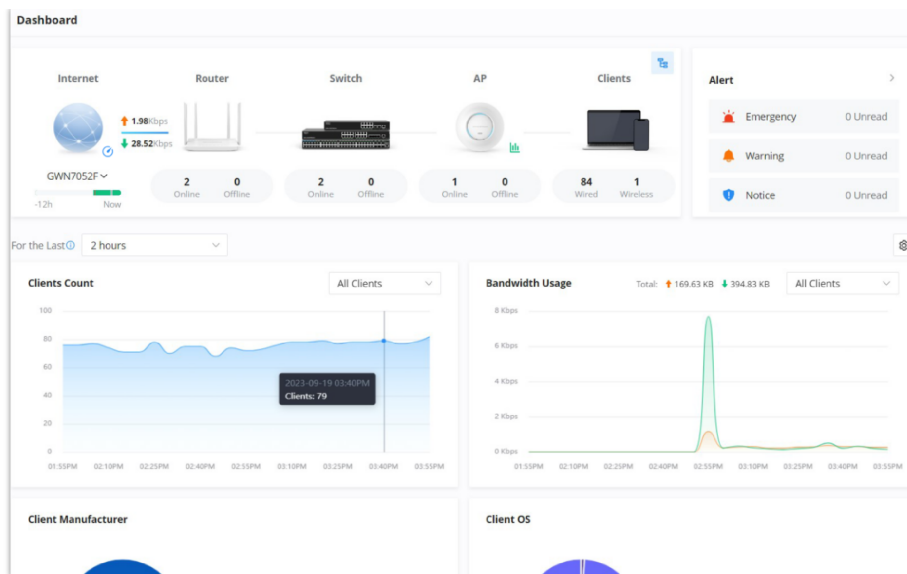 Dashboard
Internet Router Switch AP Clients
1.98Kbps
28.52Kbps
GWN7052F
-12h Now
2 Online 0 Offline
2 Online 0 Offline
1 Online 0 Offline
84 Wired 1 Wireless
Alert
Emergency 0 Unread
Warning 0 Unread
Notice 0 Unread
For the Last 2 hours
Clients Count All Clients
100
80
60
40
20
0
2023-09-19 03:40PM
Clients: 79
01:55PM 02:10PM 02:25PM 02:40PM 02:55PM 03:10PM 03:25PM 03:40PM 03:55PM
Bandwidth Usage Total: 169.63 KB 394.83 KB All Clients
8 Kbps
6 Kbps
4 Kbps
2 Kbps
0 Kbps
01:55PM 02:10PM 02:25PM 02:40PM 02:55PM 03:10PM 03:25PM 03:40PM 03:55PM
Client Manufacturer
Client OS